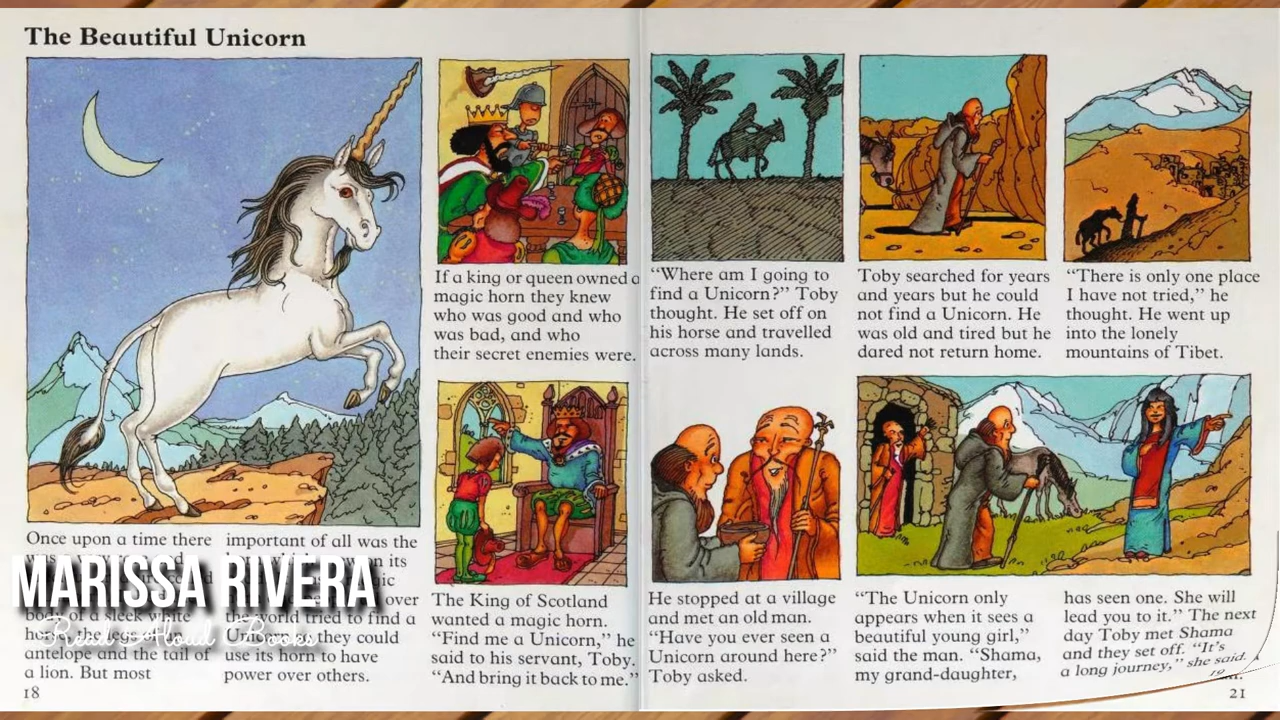 The Beautiful Unicorn
Once upon a time there
body of a sleek white
antelope and the tail of
a lion. But most
important of all was the
on its
over
the world tried to find a
they could
use its horn to have
power over others.
If a king or queen owned a
magic horn they knew
who was good and who
was bad, and who
their secret enemies were.
The King of Scotland
wanted a magic horn.
“Find me a Unicorn,” he
said to his servant, Toby.
“And bring it back to me.”
“Where am I going to
find a Unicorn?” Toby
thought. He set off on
his horse and travelled
across many lands.
Toby searched for years
and years but he could
not find a Unicorn. He
was old and tired but he
dared not return home.
“There is only one place
I have not tried,” he
thought. He went up
into the lonely
mountains of Tibet.
He stopped at a village
and met an old man.
“Have you ever seen a
Unicorn around here?”
Toby asked.
“The Unicorn only
appears when it sees a
beautiful young girl,”
said the man. “Shama,
my grand-daughter,
has seen one. She will
lead you to it.” The next
day Toby met Shama
and they set off. “It’s
a long journey,” she said.
18
19
21
MARISSA RIVERA
Read Aloud Books